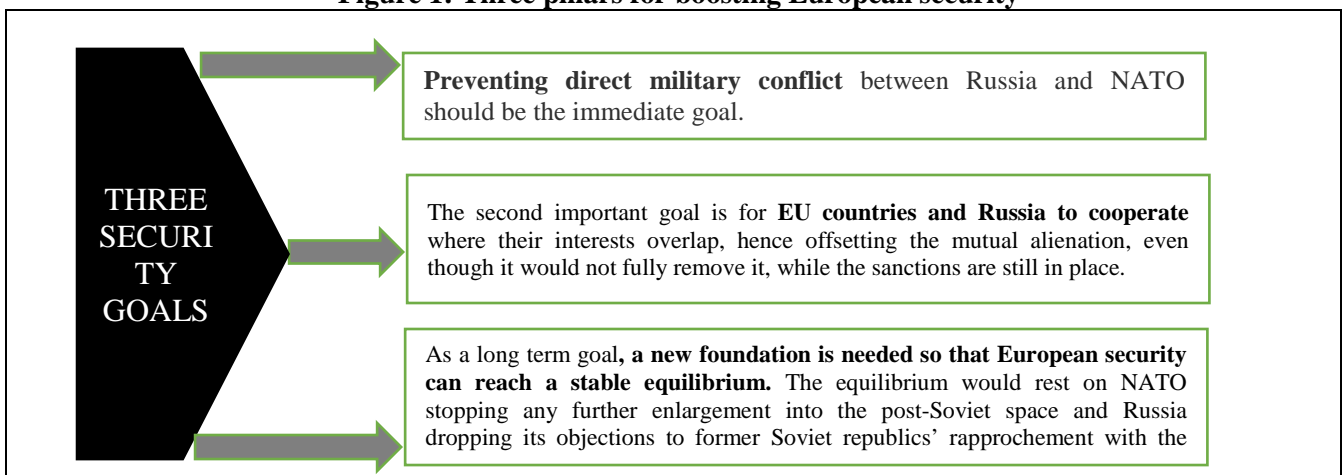 Figure 1: Three pillars for boosting European security
THREE
SECURI
TY
GOALS
Preventing direct military conflict between Russia and NATO
should be the immediate goal.
The second important goal is for EU countries and Russia to cooperate
where their interests overlap, hence offsetting the mutual alienation, even
though it would not fully remove it, while the sanctions are still in place.
As a long term goal, a new foundation is needed so that European security
can reach a stable equilibrium. The equilibrium would rest on NATO
stopping any further enlargement into the post-Soviet space and Russia
dropping its objections to former Soviet republics’ rapprochement with the